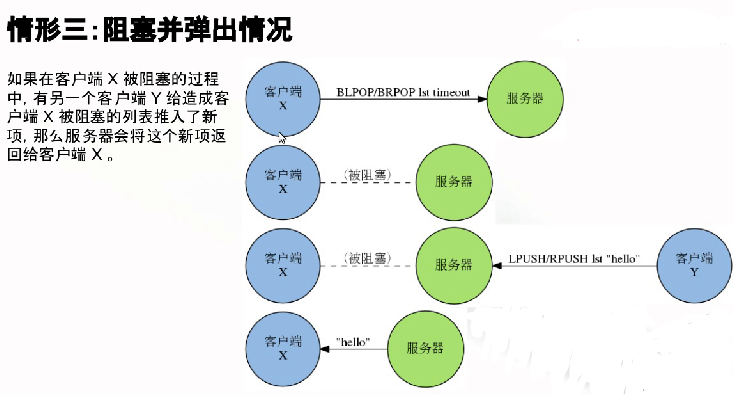 情形三:阻塞并弹出情况
如果在客户端 X 被阻塞的过程
中, 有另一个客户端 Y 给造成客
户端 X 被阻塞的列表推入了新
项, 那么服务器会将这个新项返
回给客户端 X 。
客户端
X
BLPOP/BRPOP lst timeout
服务器
客户端
X
(被阻塞)
服务器
客户端
X
(被阻塞)
服务器
LPUSH/RPUSH lst "hello"
客户端
Y
客户端
X
"hello"
服务器